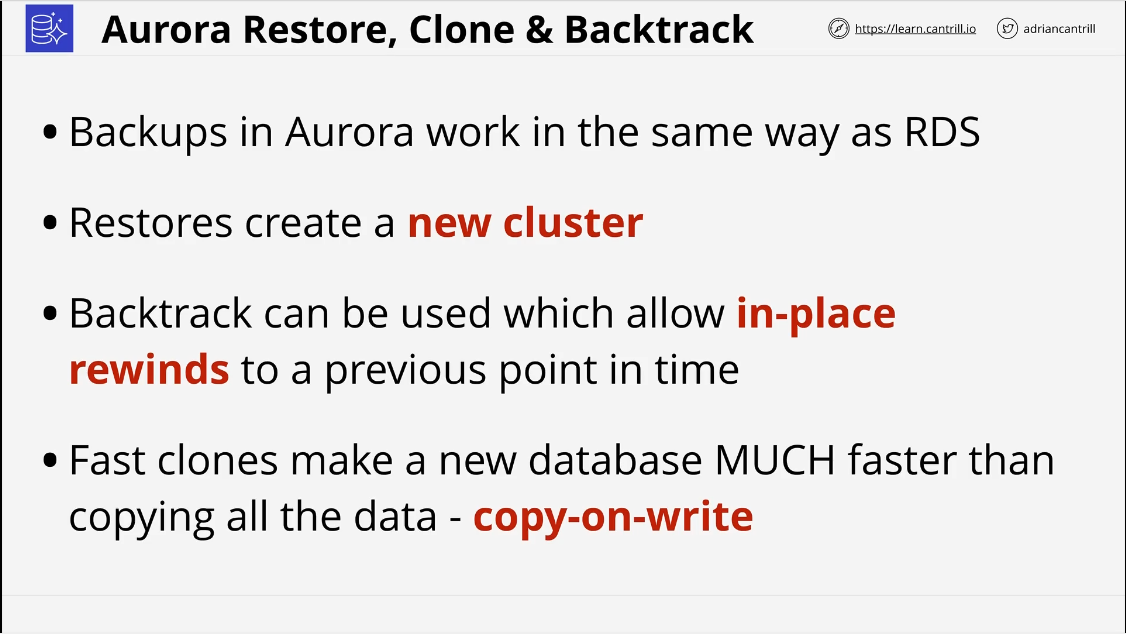 Aurora Restore, Clone & Backtrack
https://learn.cantrill.io
adriancantrill
• Backups in Aurora work in the same way as RDS
• Restores create a new cluster
• Backtrack can be used which allow in-place
rewinds to a previous point in time
• Fast clones make a new database MUCH faster than
copying all the data - copy-on-write